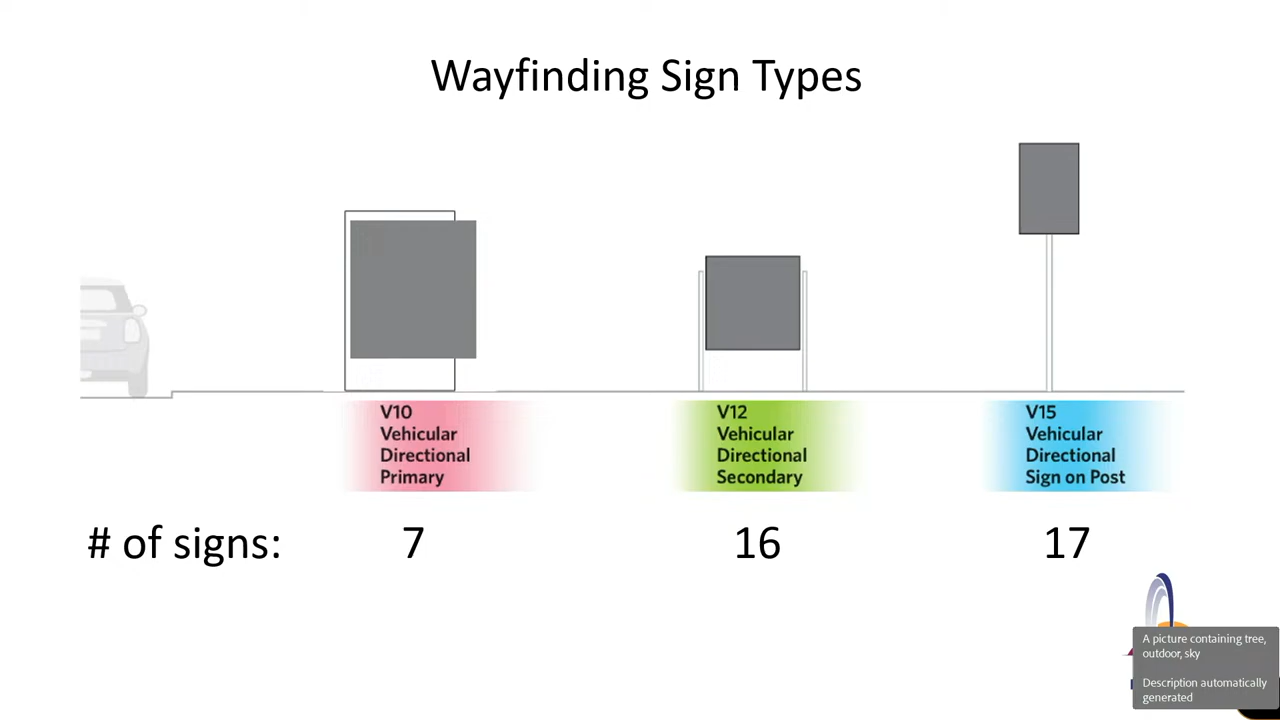 Wayfinding Sign Types
V10
Vehicular
Directional
Primary
V12
Vehicular
Directional
Secondary
V15
Vehicular
Directional
Sign on Post
# of signs:
7
16
17
A picture containing tree,
outdoor, sky
Description automatically
generated